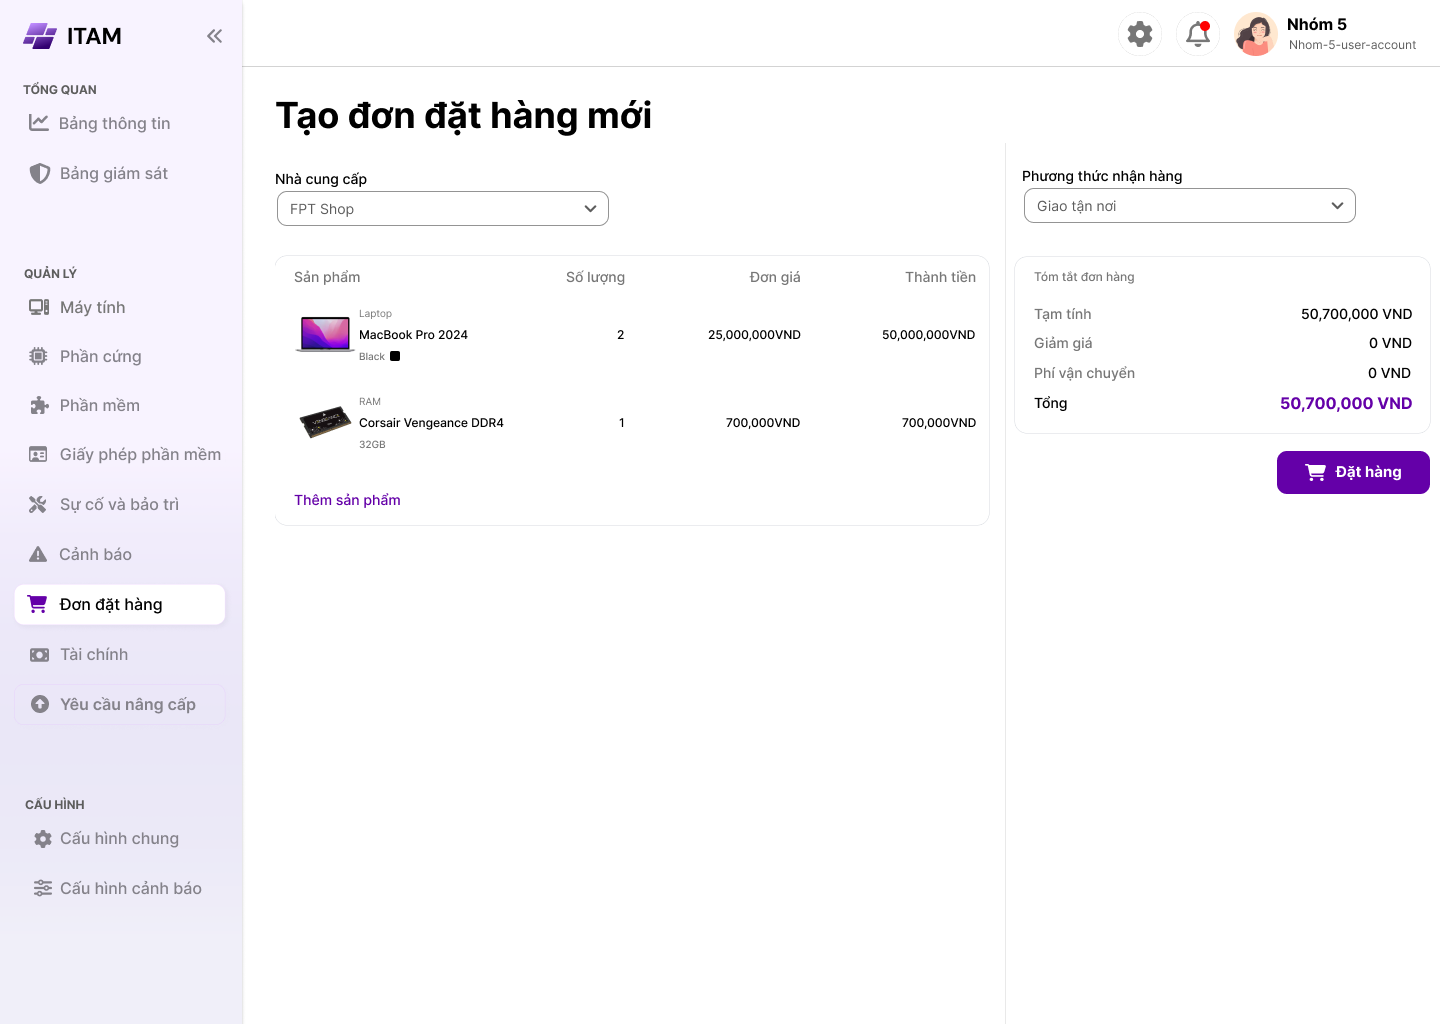 ITAM
TỔNG QUAN
Bảng thông tin
Bảng giám sát
QUẢN LÝ
Máy tính
Phần cứng
Phần mềm
Giấy phép phần mềm
Sự cố và bảo trì
Cảnh báo
Đơn đặt hàng
Tài chính
Yêu cầu nâng cấp
CẤU HÌNH
Cấu hình chung
Cấu hình cảnh báo
Nhóm 5
Nhom-5-user-account
Tạo đơn đặt hàng mới
Nhà cung cấp
FPT Shop
Sản phẩm Số lượng Đơn giá Thành tiền
Laptop
MacBook Pro 2024 2 25,000,000VND 50,000,000VND
Black
RAM
Corsair Vengeance DDR4 1 700,000VND 700,000VND
32GB
Thêm sản phẩm
Phương thức nhận hàng
Giao tận nơi
Tóm tắt đơn hàng
Tạm tính 50,700,000 VND
Giảm giá 0 VND
Phí vận chuyển 0 VND
Tổng 50,700,000 VND
Đặt hàng